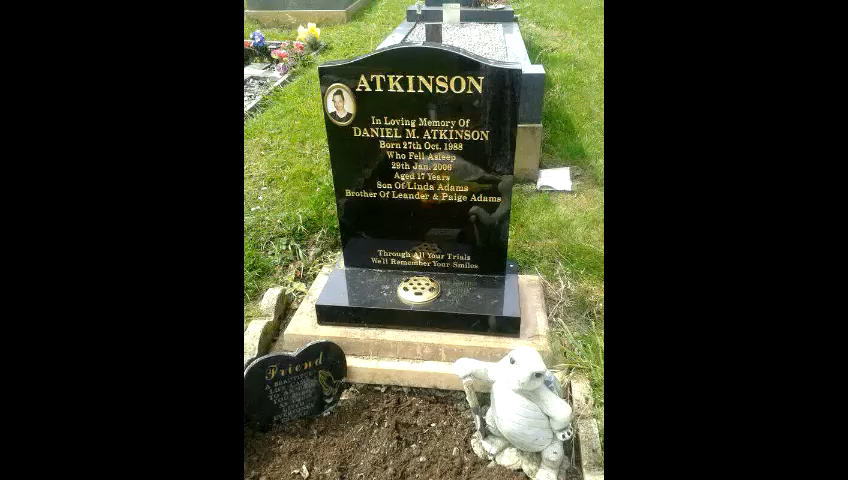 ATKINSON
In Loving Memory Of
DANIEL M. ATKINSON
Born 27th Oct. 1988
Who Fell Asleep
29th Jan. 2006
Aged 17 Years
Son Of Linda Adams
Brother Of Leander & Paige Adams
Through All Your Trials
We'll Remember Your Smiles
Friend